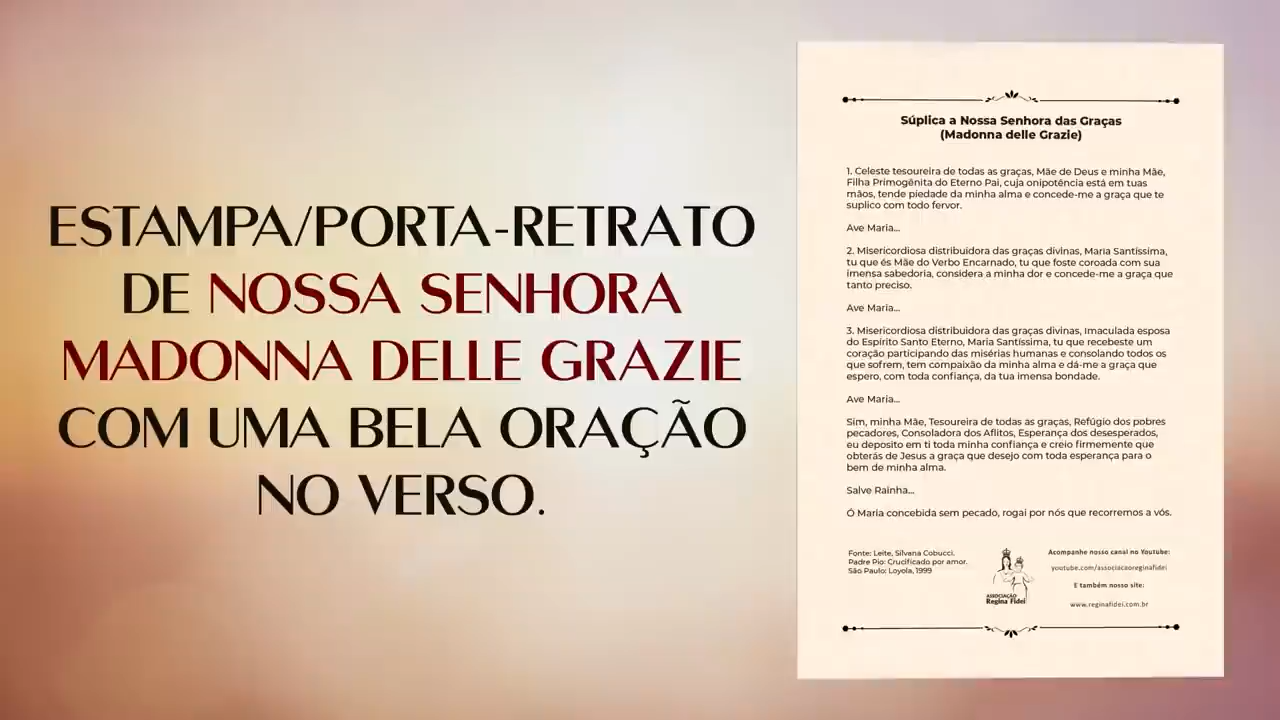 ESTAMPA/PORTA-RETRATO
DE NOSSA SENHORA
MADONNA DELLE GRAZIE
COM UMA BELA ORAÇÃO
NO VERSO.
Súplica a Nossa Senhora das Graças
(Madonna delle Grazie)
1. Celeste tesoureira de todas as graças, Mãe de Deus e minha Mãe,
Filha Primogênita do Eterno Pai, cuja onipotência está em tuas
mãos, tende piedade da minha alma e concede-me a graça que te
suplico com todo fervor.
Ave Maria...
2. Misericordiosa distribuidora das graças divinas, Maria Santíssima,
tu que és Mãe do Verbo Encarnado, tu que foste coroada com sua
imensa sabedoria, considera a minha dor e concede-me a graça que
tanto preciso.
Ave Maria...
3. Misericordiosa distribuidora das graças divinas, Imaculada esposa
do Espírito Santo Eterno, Maria Santíssima, tu que recebeste um
coração participando das misérias humanas e consolando todos os
que sofrem, tem compaixão da minha alma e dá-me a graça que
espero, com toda confiança, da tua imensa bondade.
Ave Maria...
Sim, minha Mãe, Tesoureira de todas as graças, Refúgio dos pobres
pecadores, Consoladora dos Aflitos, Esperança dos desesperados,
eu deposito em ti toda minha confiança e creio firmemente que
obterás de Jesus a graça que desejo com toda esperança para o
bem de minha alma.
Salve Rainha...
Ó Maria concebida sem pecado, rogai por nós que recorremos a vós.
Fonte: Leite, Silvana Cobucci.
Padre Pio: Crucificado por amor.
São Paulo: Loyola, 1999
ASSOCIAÇÃO
Regina Fidei
Acompanhe nosso canal no Youtube:
youtube.com/associacaoreginafidei
E também nosso site:
www.reginafidei.com.br